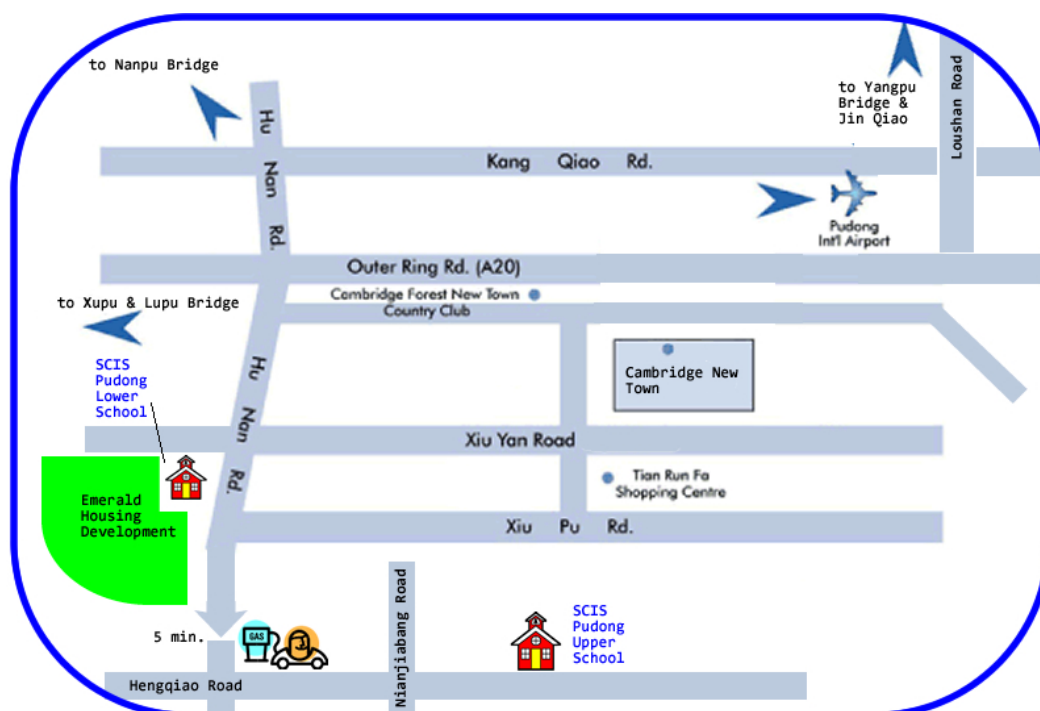 to Nanpu Bridge
to Yangpu
Bridge &
Jin Qiao
Loushan Road
Hu Nan Rd.
Kang Qiao Rd.
Pudong
Int'l Airport
Outer Ring Rd. (A20)
to Xupu & Lupu Bridge
Cambridge Forest New Town
Country Club
SCIS
Pudong
Lower
School
Hu Nan Rd.
Cambridge New
Town
Xiu Yan Road
Tian Run Fa
Shopping Centre
Emerald
Housing
Development
Xiu Pu Rd.
Nianjiabang Road
SCIS
Pudong
Upper
School
5 min.
GAS
Hengqiao Road